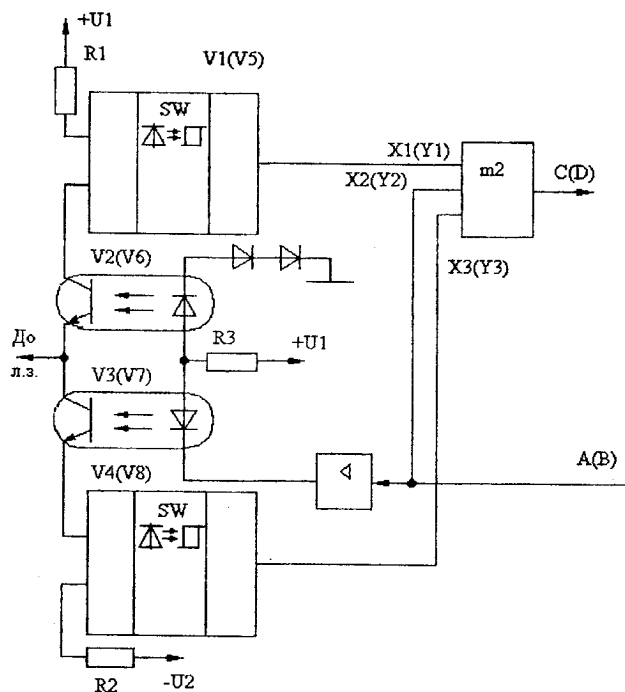 +U1
R1
V1(V5)
SW
X1(Y1)
X2(Y2)
m2
C(D)
X3(Y3)
V2(V6)
До
л.з.
R3
+U1
V3(V7)
V4(V8)
A(B)
SW
R2
-U2